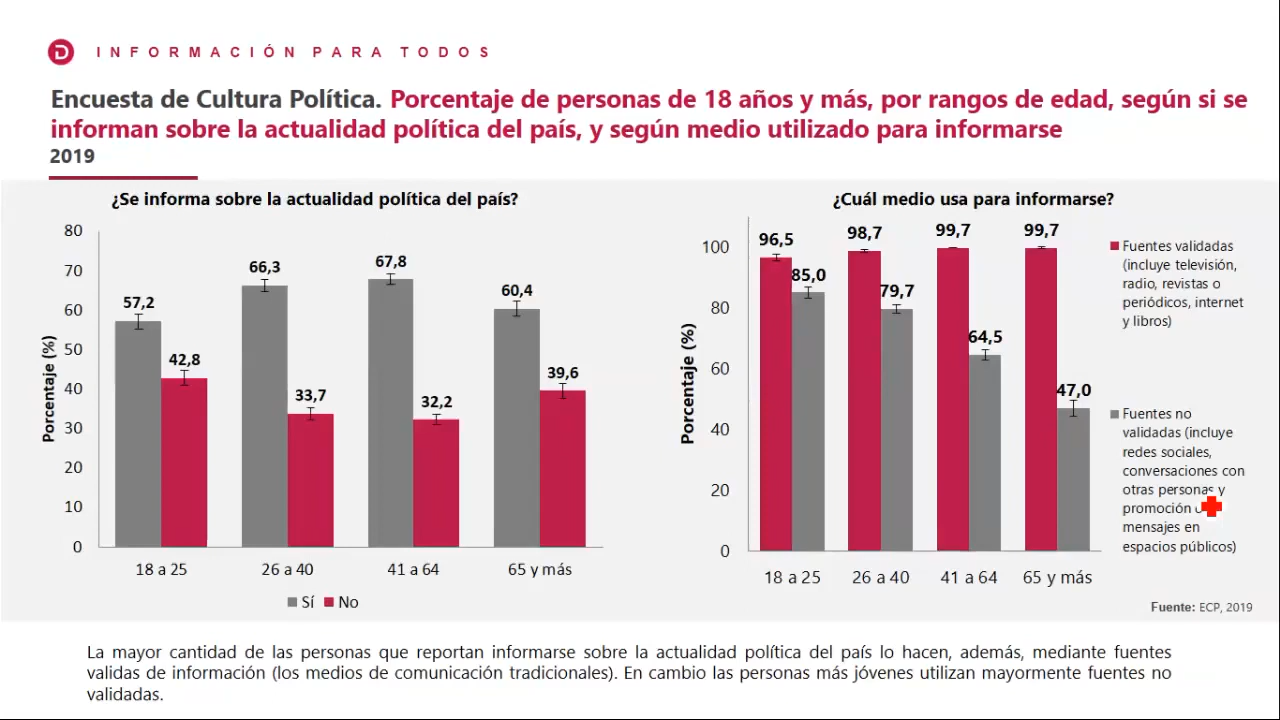 INFORMACIÓN PARA TODOS
Encuesta de Cultura Política. Porcentaje de personas de 18 años y más, por rangos de edad, según si se
informan sobre la actualidad política del país, y según medio utilizado para informarse
2019
¿Se informa sobre la actualidad política del país?
Porcentaje (%)
80
70
60
50
40
30
20
10
0
57,2
42,8
66,3
33,7
67,8
32,2
60,4
39,6
18 a 25
26 a 40
41 a 64
65 y más
Sí
No
¿Cuál medio usa para informarse?
Porcentaje (%)
100
80
60
40
20
0
96,5
85,0
98,7
79,7
99,7
64,5
99,7
47,0
18 a 25
26 a 40
41 a 64
65 y más
Fuentes validadas
(incluye televisión,
radio, revistas o
periódicos, internet
y libros)
Fuentes no
validadas (incluye
redes sociales,
conversaciones con
otras personas y
promoción
mensajes en
espacios públicos)
Fuente: ECP, 2019
La mayor cantidad de las personas que reportan informarse sobre la actualidad política del país lo hacen, además, mediante fuentes
validas de información (los medios de comunicación tradicionales). En cambio las personas más jóvenes utilizan mayormente fuentes no
validadas.